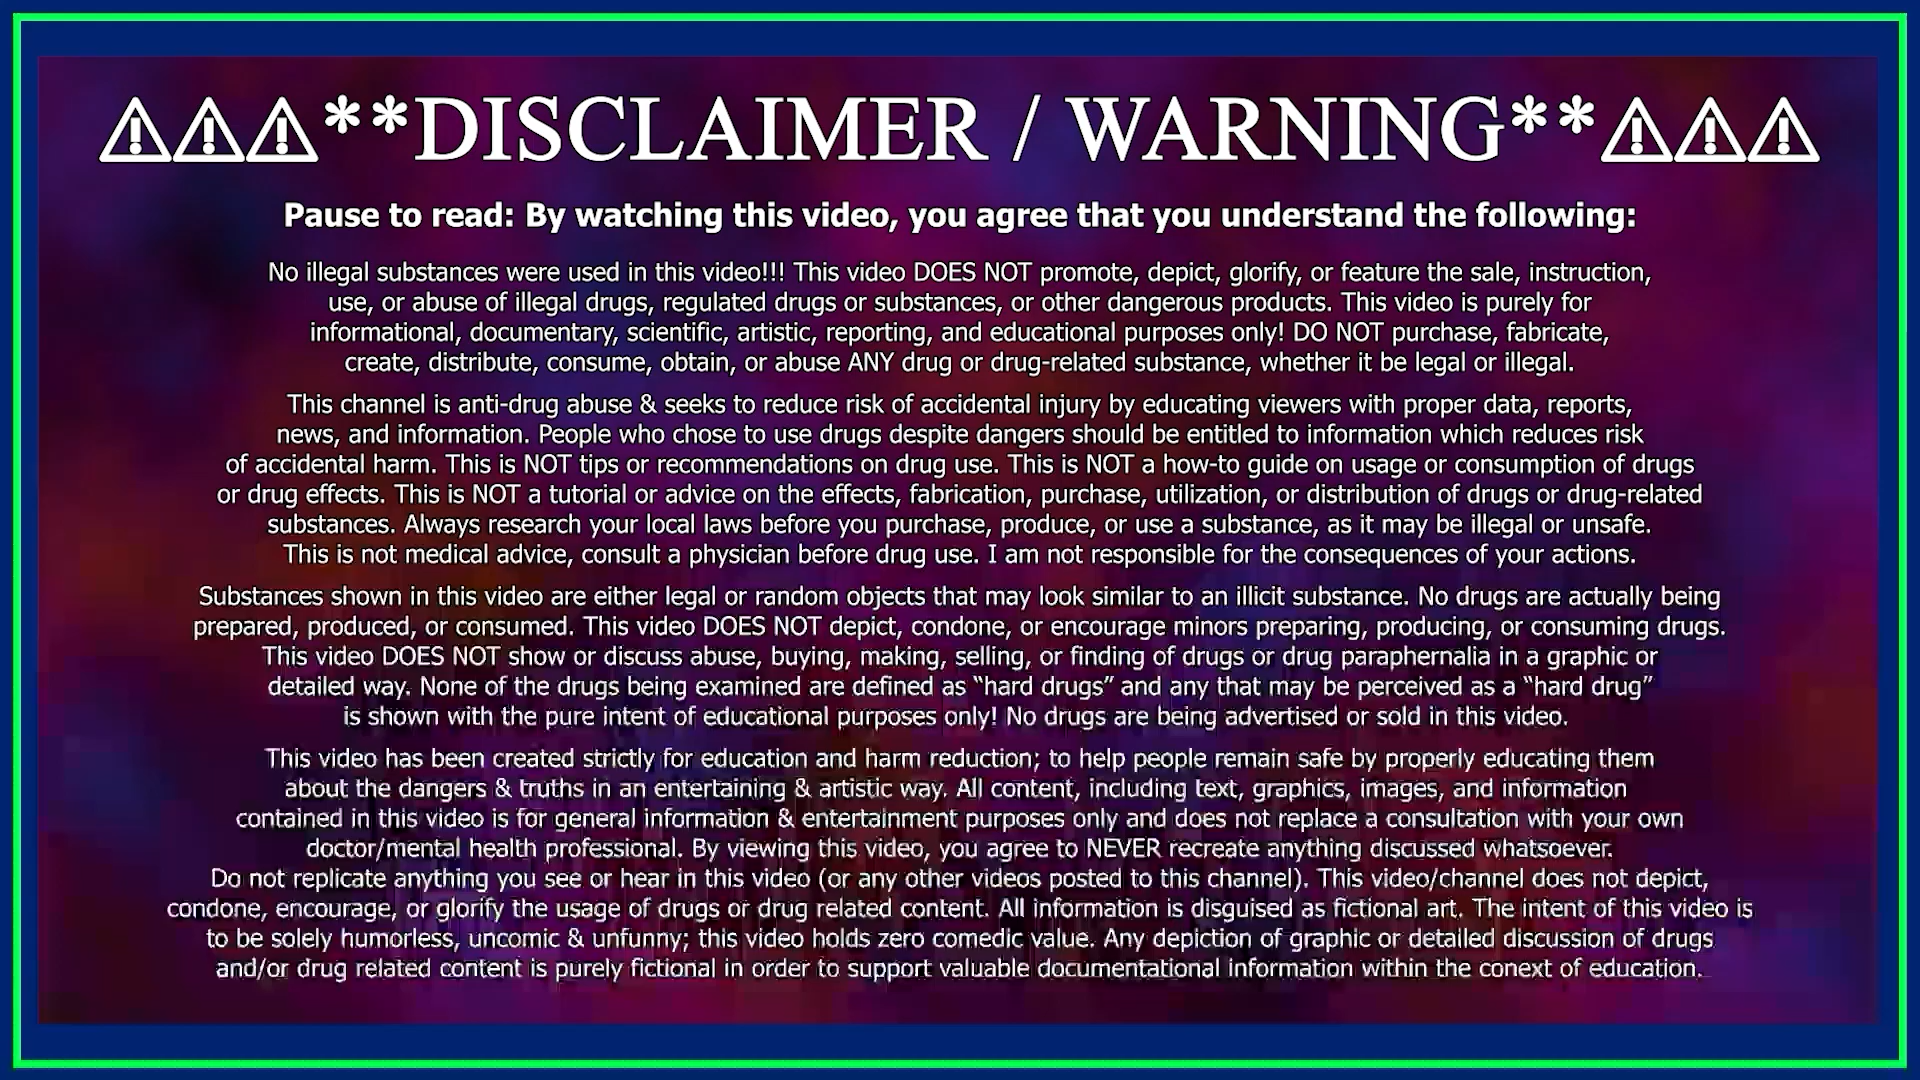 ⚠⚠⚠**DISCLAIMER / WARNING**⚠⚠⚠
Pause to read: By watching this video, you agree that you understand the following:
No illegal substances were used in this video!!! This video DOES NOT promote, depict, glorify, or feature the sale, instruction,
use, or abuse of illegal drugs, regulated drugs or substances, or other dangerous products. This video is purely for
informational, documentary, scientific, artistic, reporting, and educational purposes only! DO NOT purchase, fabricate,
create, distribute, consume, obtain, or abuse ANY drug or drug-related substance, whether it be legal or illegal.
This channel is anti-drug abuse & seeks to reduce risk of accidental injury by educating viewers with proper data, reports,
news, and information. People who chose to use drugs despite dangers should be entitled to information which reduces risk
of accidental harm. This is NOT tips or recommendations on drug use. This is NOT a how-to guide on usage or consumption of drugs
or drug effects. This is NOT a tutorial or advice on the effects, fabrication, purchase, utilization, or distribution of drugs or drug-related
substances. Always research your local laws before you purchase, produce, or use a substance, as it may be illegal or unsafe.
This is not medical advice, consult a physician before drug use. I am not responsible for the consequences of your actions.
Substances shown in this video are either legal or random objects that may look similar to an illicit substance. No drugs are actually being
prepared, produced, or consumed. This video DOES NOT depict, condone, or encourage minors preparing, producing, or consuming drugs.
This video DOES NOT show or discuss abuse, buying, making, selling, or finding of drugs or drug paraphernalia in a graphic or
detailed way. None of the drugs being examined are defined as “hard drugs” and any that may be perceived as a “hard drug”
is shown with the pure intent of educational purposes only! No drugs are being advertised or sold in this video.
This video has been created strictly for education and harm reduction; to help people remain safe by properly educating them
about the dangers & truths in an entertaining & artistic way. All content, including text, graphics, images, and information
contained in this video is for general information & entertainment purposes only and does not replace a consultation with your own
doctor/mental health professional. By viewing this video, you agree to NEVER recreate anything discussed whatsoever.
Do not replicate anything you see or hear in this video (or any other videos posted to this channel). This video/channel does not depict,
condone, encourage, or glorify the usage of drugs or drug related content. All information is disguised as fictional art. The intent of this video is
to be solely humorless, uncomic & unfunny; this video holds zero comedic value. Any depiction of graphic or detailed discussion of drugs
and/or drug related content is purely fictional in order to support valuable documentational information within the conext of education.